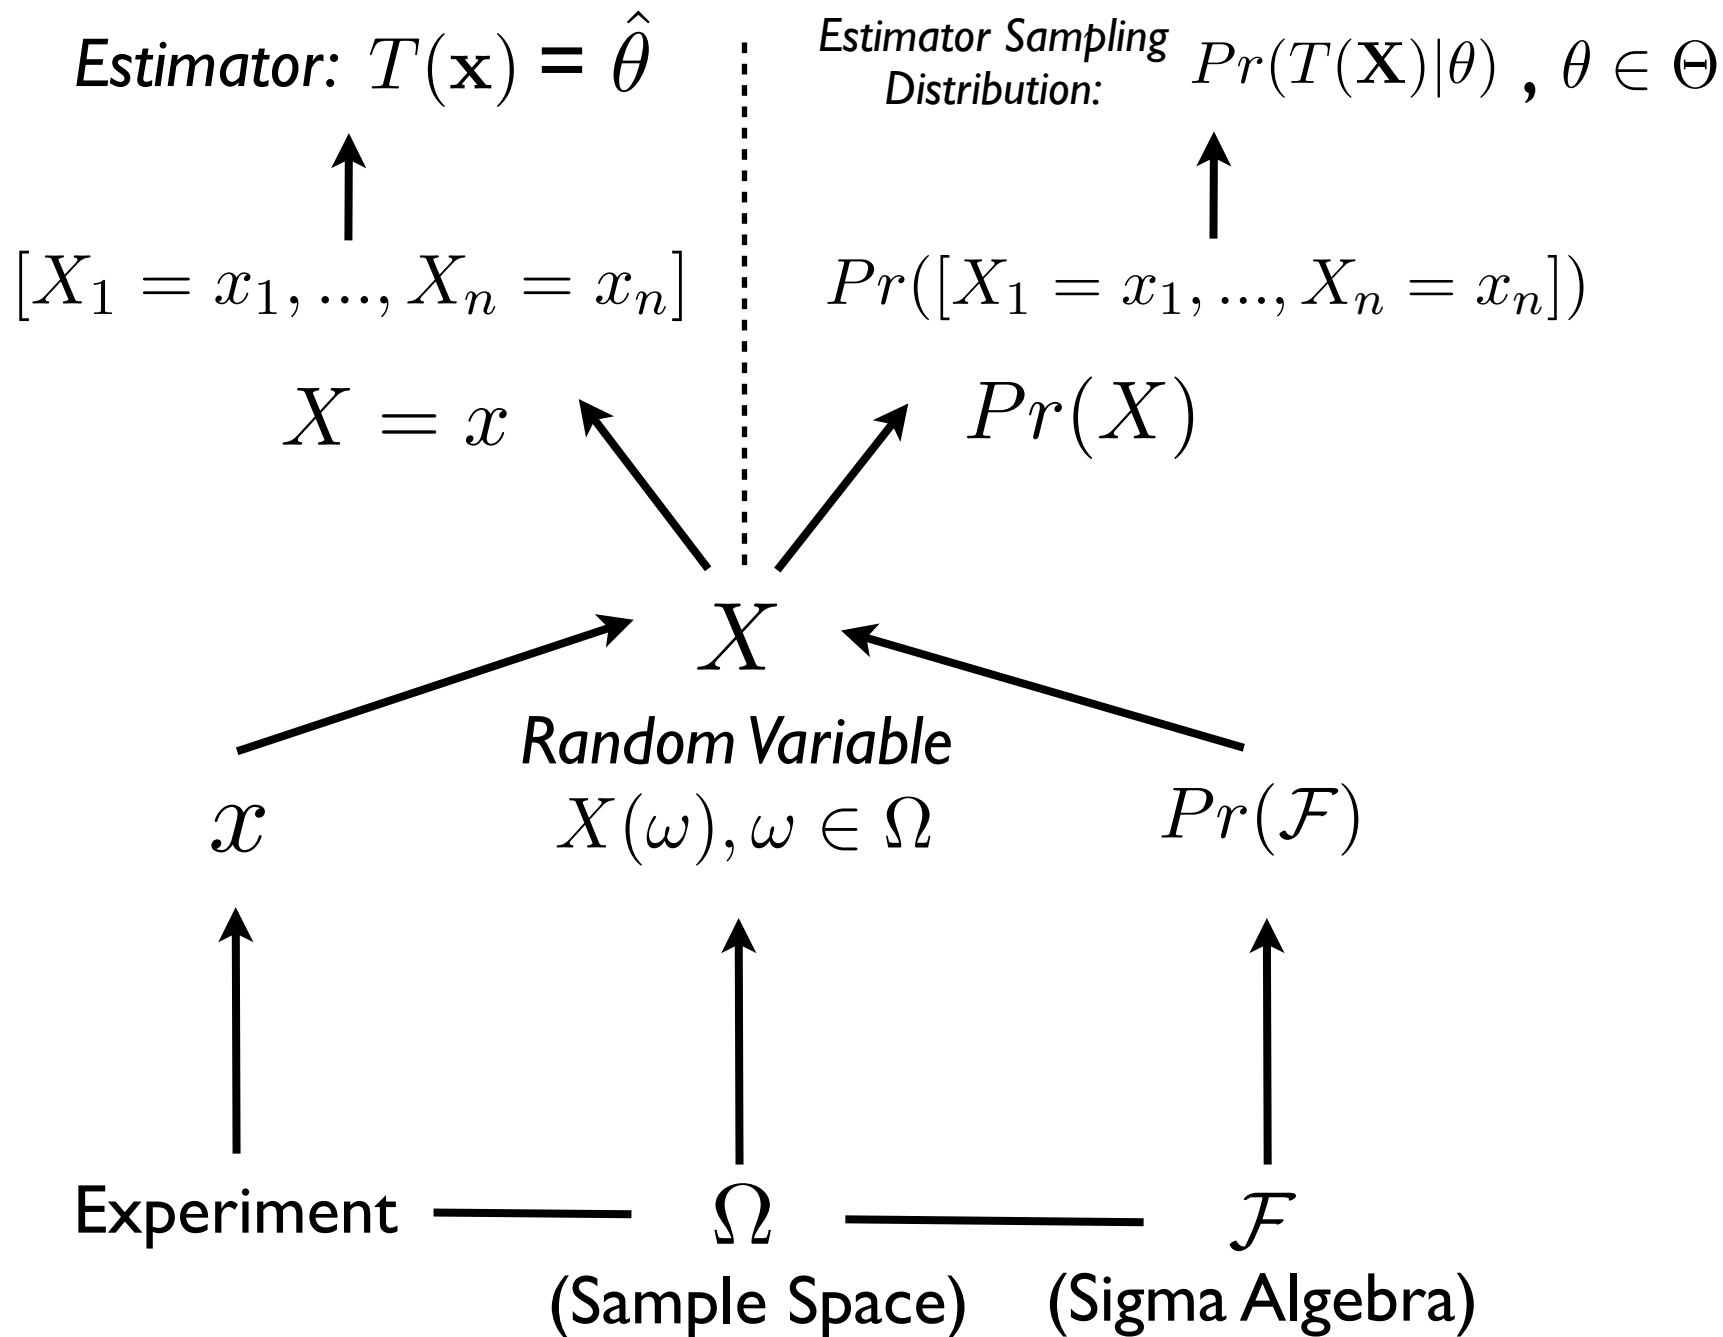 Estimator: T(𝐱) = θ̂
Estimator Sampling
Distribution: Pr(T(𝐗)|θ) , θ ∈ Θ
[X₁ = x₁, ..., Xₙ = xₙ]
Pr([X₁ = x₁, ..., Xₙ = xₙ])
X = x
Pr(X)
X
Random Variable
x
X(ω), ω ∈ Ω
Pr(ℱ)
Experiment
Ω
ℱ
(Sample Space)
(Sigma Algebra)